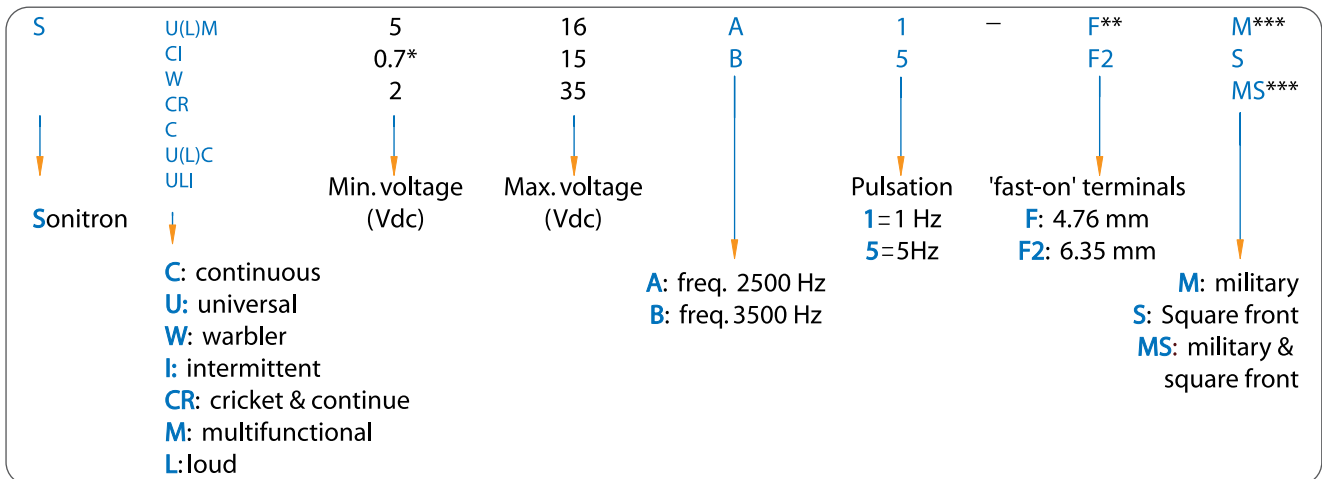 S U(L)M 5 16 A 1 – F** M***
CI 0.7* 15 B 5 F2 S
W 2 35 MS***
CR
C
U(L)C
ULI
Min. voltage Max. voltage Pulsation 'fast-on' terminals
Sonitron (Vdc) (Vdc) 1=1 Hz F: 4.76 mm
5=5Hz F2: 6.35 mm
C: continuous A: freq. 2500 Hz M: military
U: universal B: freq.3500 Hz S: Square front
W: warbler MS: military &
I: intermittent square front
CR: cricket & continue
M: multifunctional
L:loud